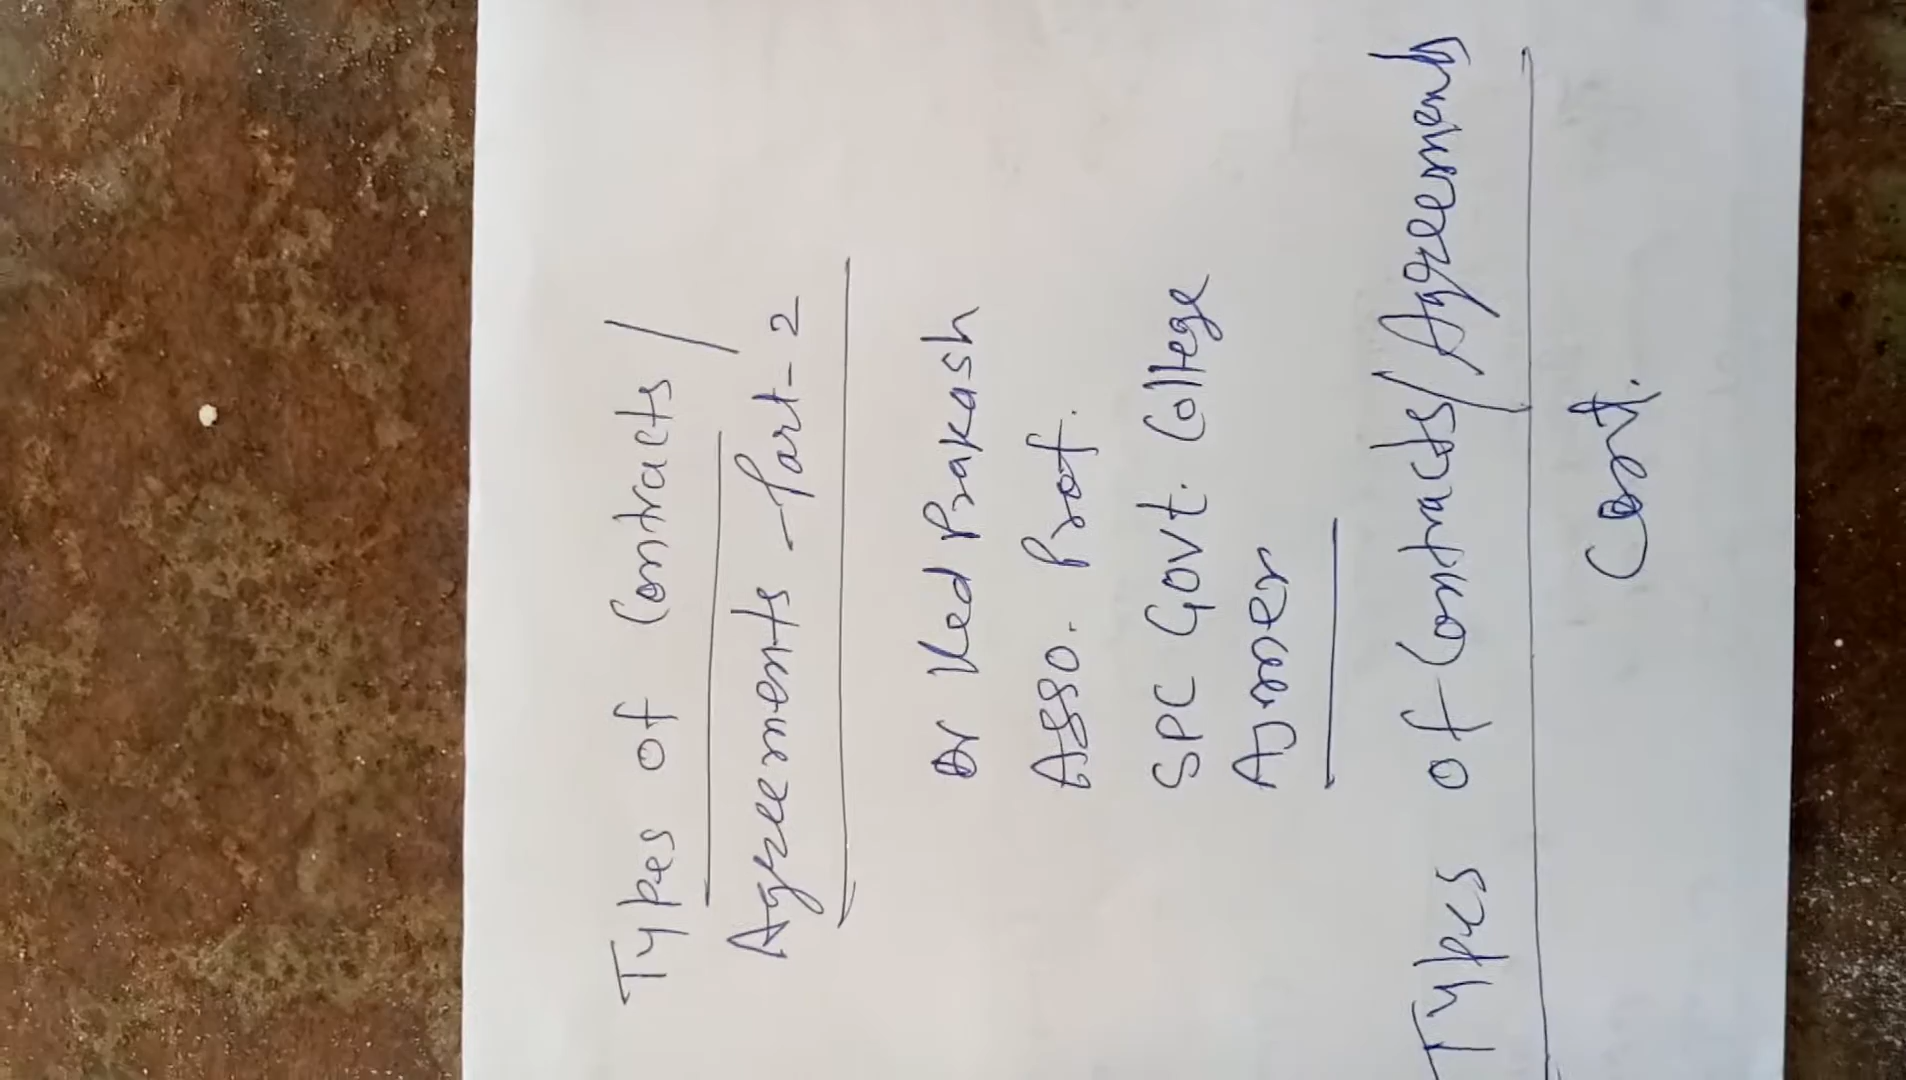 Types of Contracts /
Agreements - Part-2
Dr Ved Prakash
Asso. Prof.
SPC Govt. College
Ajmer
Types of Contracts/Agreements
Cont.